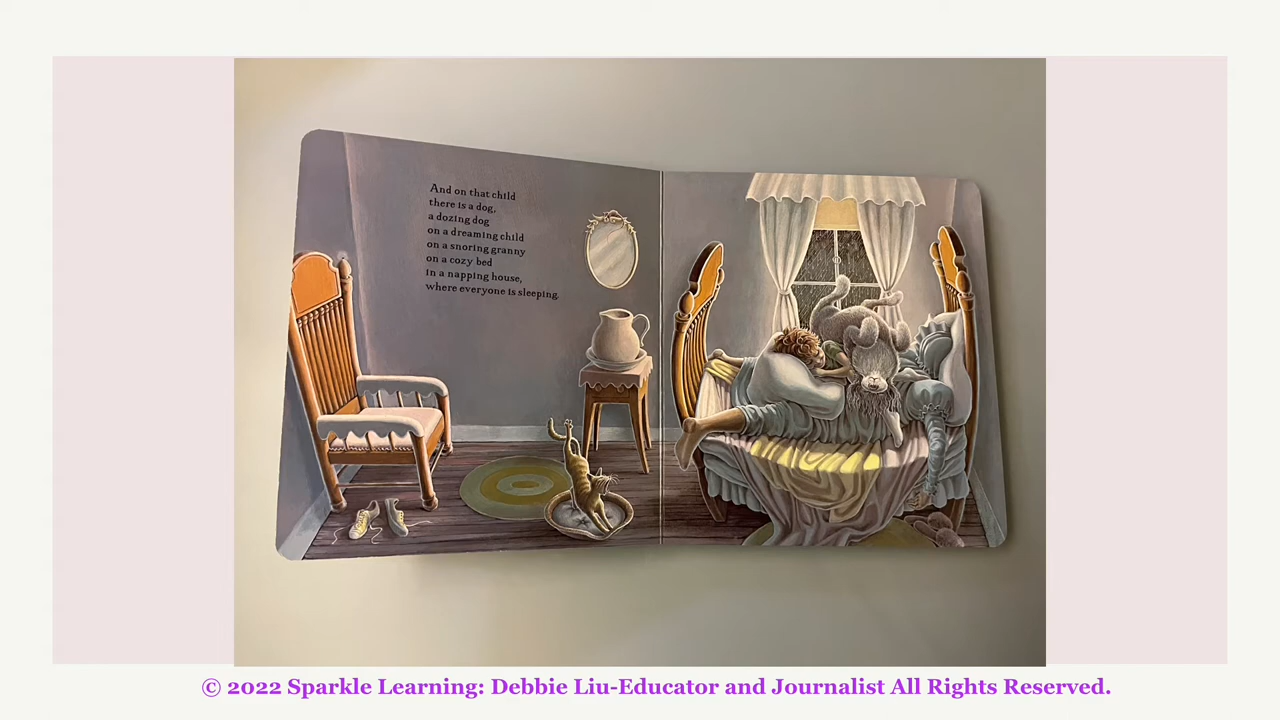 And on that child
there is a dog,
a dozing dog
on a dreaming child
on a snoring granny
on a cozy bed
in a napping house,
where everyone is sleeping.
© 2022 Sparkle Learning: Debbie Liu-Educator and Journalist All Rights Reserved.